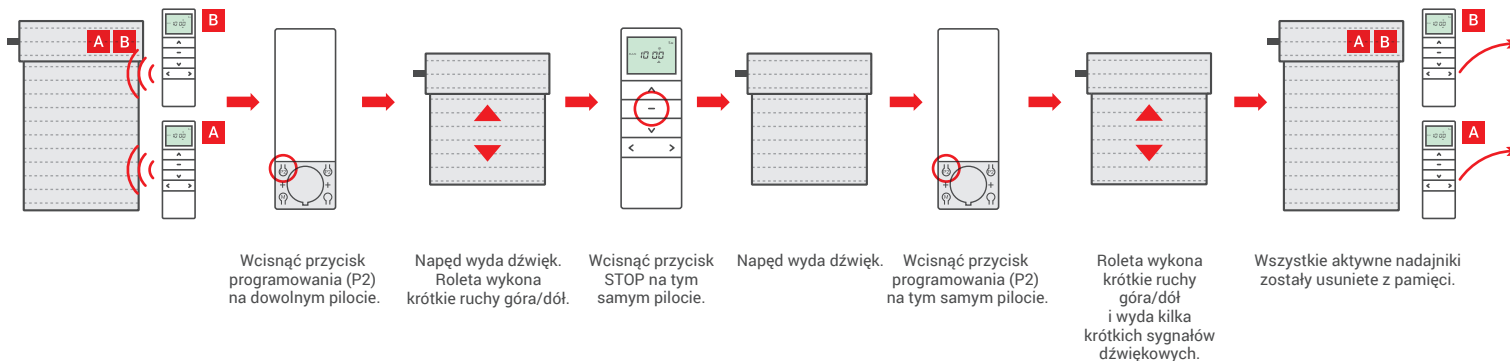 A B
B
A
Wcisnąć przycisk
programowania (P2)
na dowolnym pilocie.
Napęd wyda dźwięk.
Roleta wykona
krótkie ruchy góra/dół.
10 00
Wcisnąć przycisk
STOP na tym
samym pilocie.
Napęd wyda dźwięk.
Wcisnąć przycisk
programowania (P2)
na tym samym pilocie.
Roleta wykona
krótkie ruchy
góra/dół
i wyda kilka
krótkich sygnałów
dźwiękowych.
A B
B
A
Wszystkie aktywne nadajniki
zostały usuniete z pamięci.